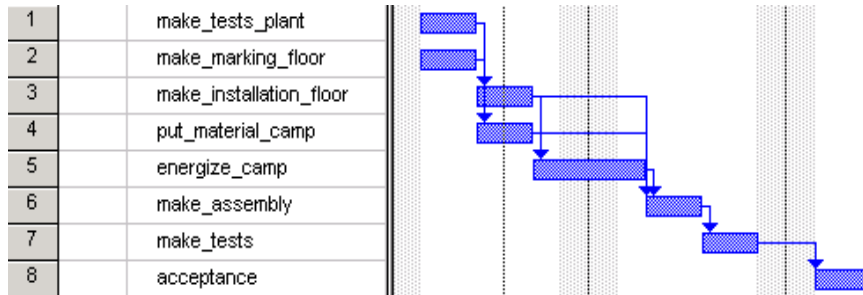 1 make_tests_plant
2 make_marking_floor
3 make_installation_floor
4 put_material_camp
5 energize_camp
6 make_assembly
7 make_tests
8 acceptance